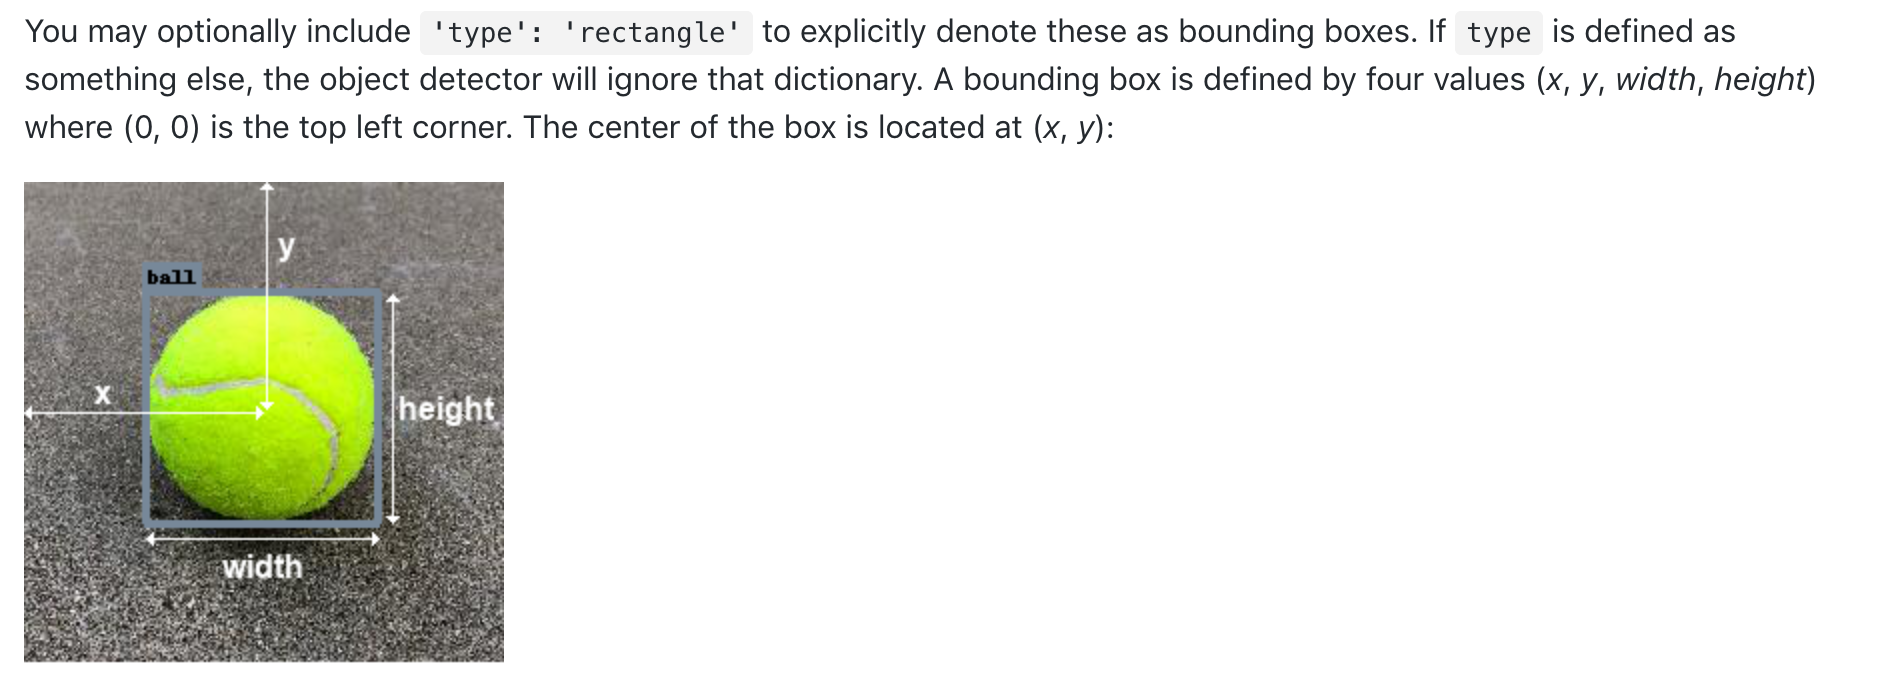 You may optionally include 'type': 'rectangle' to explicitly denote these as bounding boxes. If type is defined as
something else, the object detector will ignore that dictionary. A bounding box is defined by four values (x, y, width, height)
where (0, 0) is the top left corner. The center of the box is located at (x, y):
y
ball
x
height
width